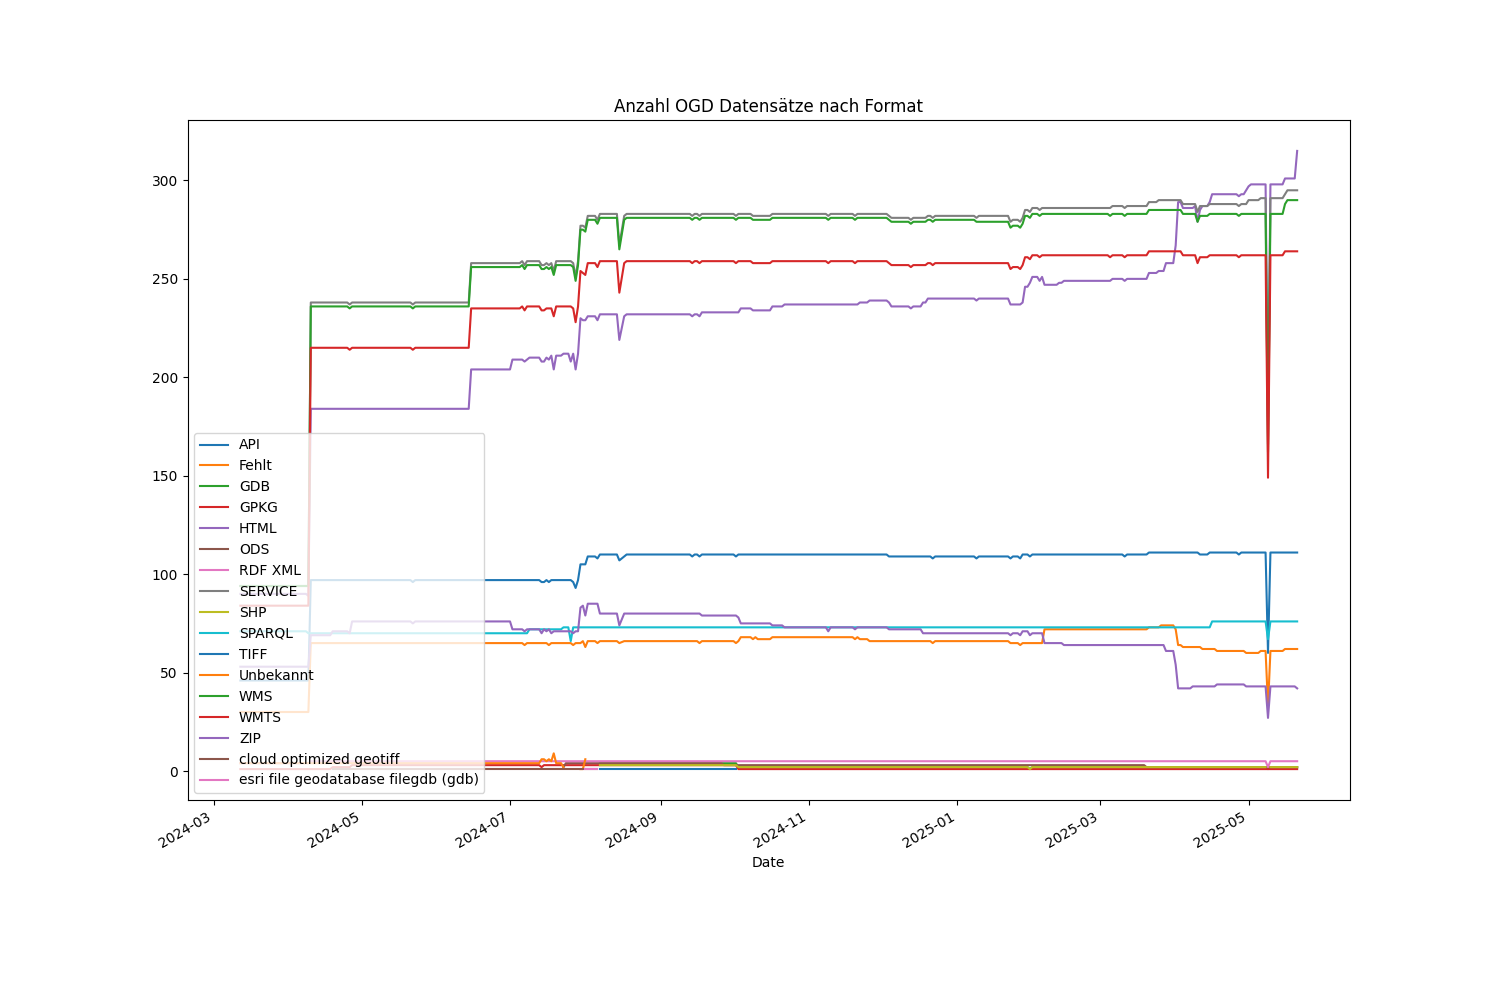 Anzahl OGD Datensätze nach Format
300
250
200
150
100
50
0
API
Fehlt
GDB
GPKG
HTML
ODS
RDF XML
SERVICE
SHP
SPARQL
TIFF
Unbekannt
WMS
WMTS
ZIP
cloud optimized geotiff
esri file geodatabase filegdb (gdb)
2024-03
2024-05
2024-07
2024-09
2024-11
2025-01
2025-03
2025-05
Date